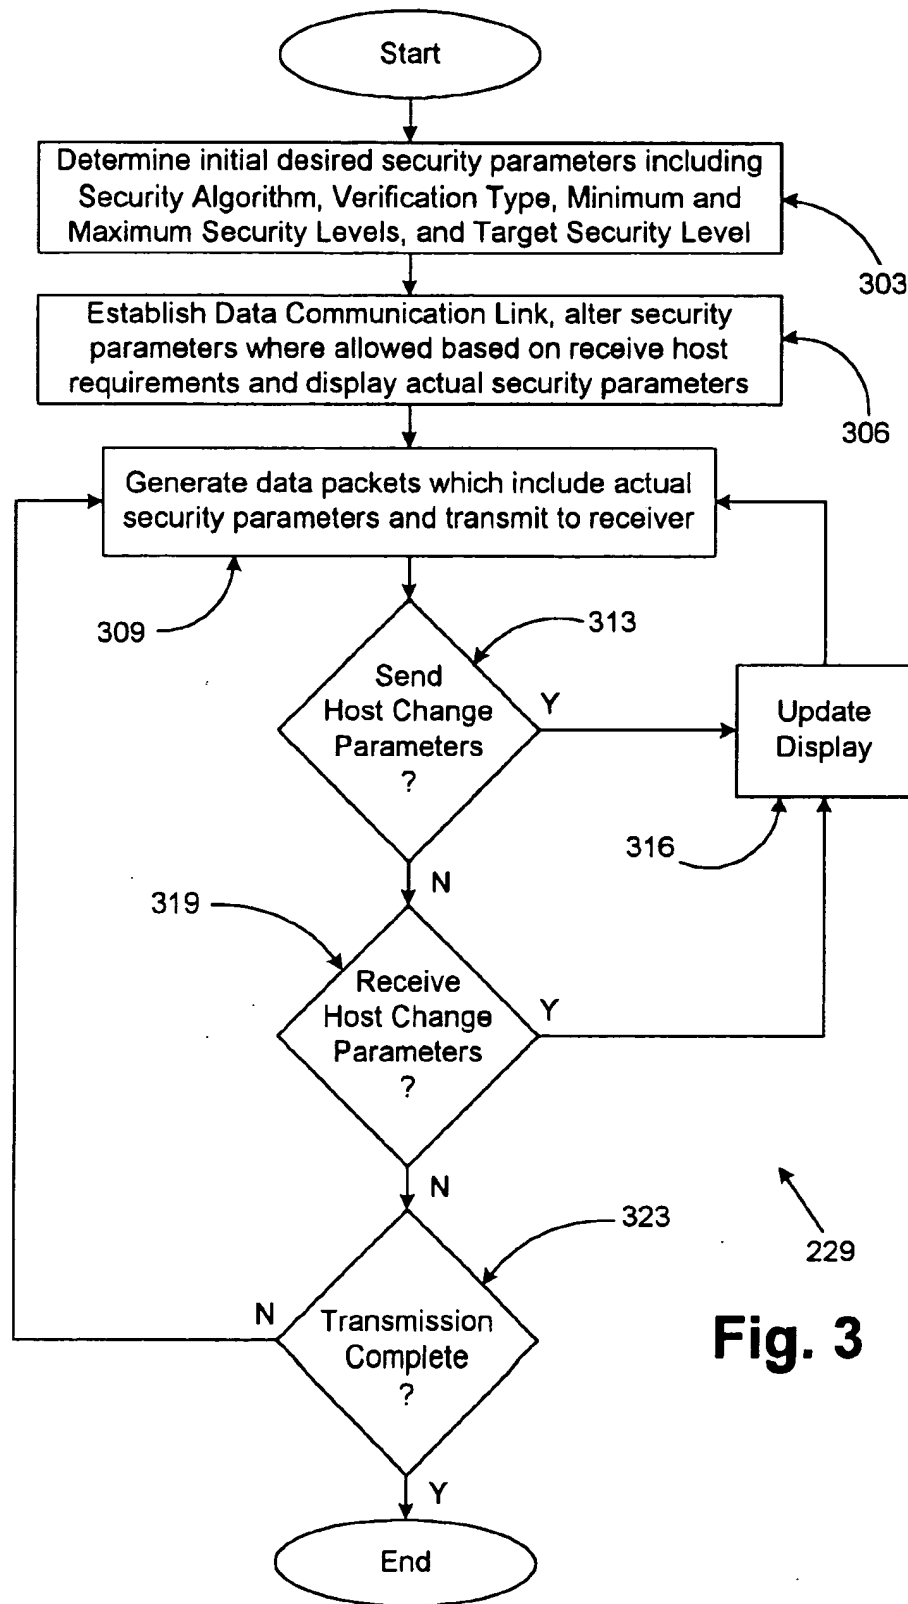 Start
Determine initial desired security parameters including
Security Algorithm, Verification Type, Minimum and
Maximum Security Levels, and Target Security Level
303
Establish Data Communication Link, alter security
parameters where allowed based on receive host
requirements and display actual security parameters
306
Generate data packets which include actual
security parameters and transmit to receiver
309
313
Send
Host Change
Parameters
?
Y
Update
Display
316
N
319
Receive
Host Change
Parameters
?
Y
N
323
229
N
Transmission
Complete
?
Fig. 3
Y
End